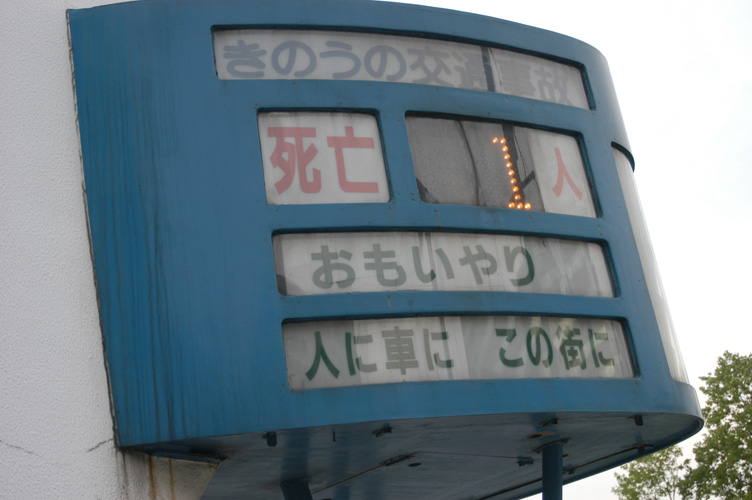 きのうの交通事故
死亡 1人
おもいやり
人に車に この街に